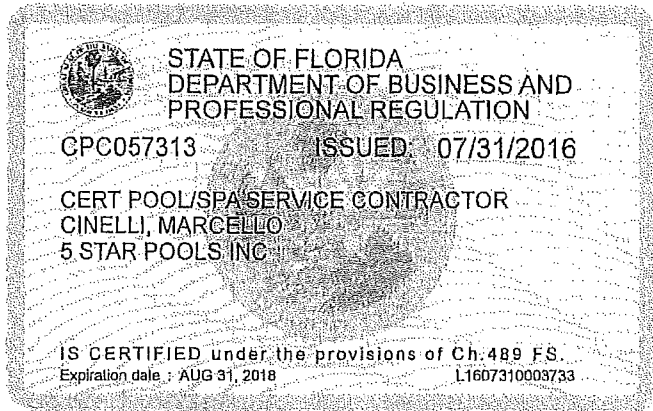 STATE OF FLORIDA
DEPARTMENT OF BUSINESS AND
PROFESSIONAL REGULATION
CPC057313 ISSUED: 07/31/2016
CERT POOL/SPA SERVICE CONTRACTOR
CINELLI, MARCELLO
5 STAR POOLS INC
IS CERTIFIED under the provisions of Ch.489 FS.
Expiration date : AUG 31, 2018 L1607310003733